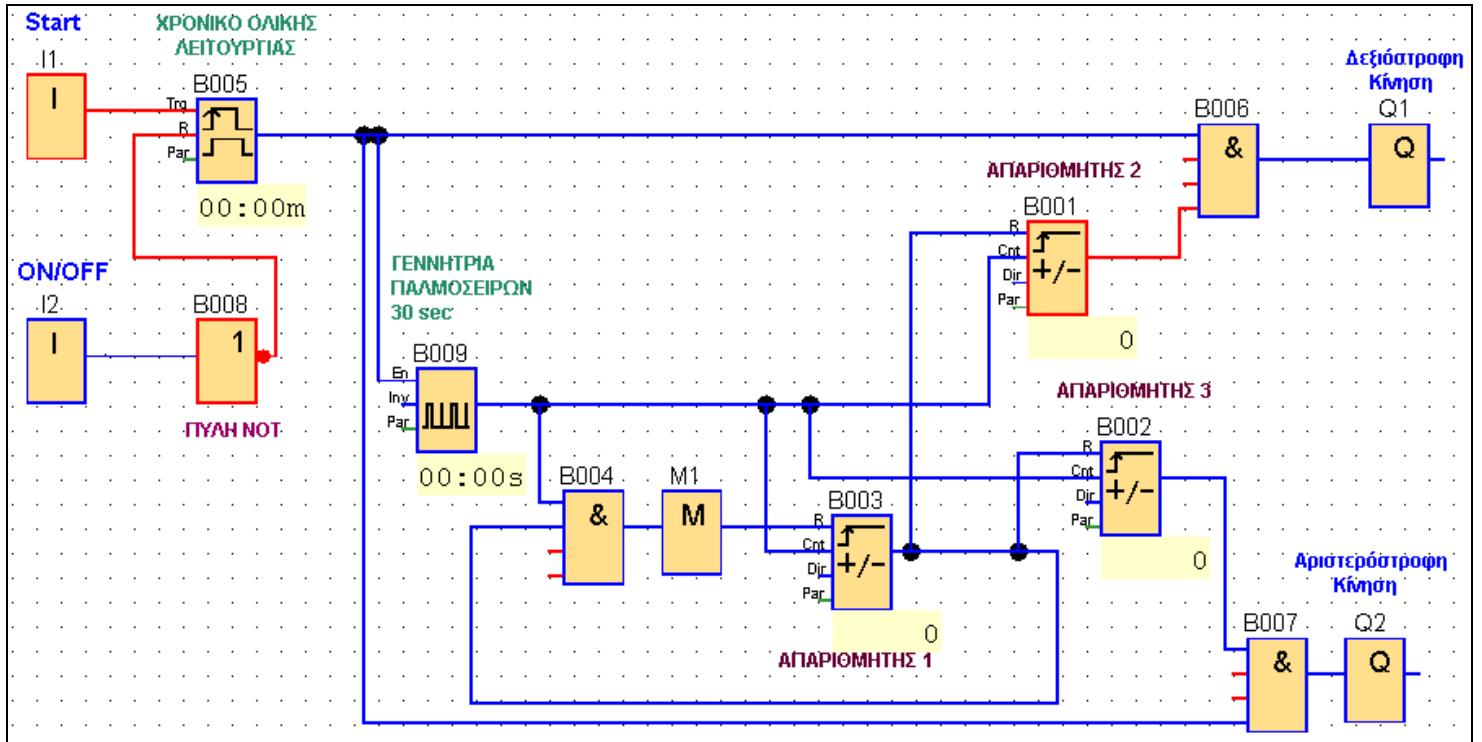 Start
ΧΡΟΝΙΚΟ ΟΛΙΚΗΣ
ΛΕΙΤΟΥΡΓΙΑΣ
I1
I
B005
Trg
R
Par
00:00m
ON/OFF
I2
I
B008
1
ΠΥΛΗ NOT
ΓΕΝΝΗΤΡΙΑ
ΠΑΛΜΟΣΕΙΡΩΝ
30 sec
B009
En
Inv
Par
00:00s
B004
&
M1
M
B003
R
Cnt
Dir
Par
+/-
0
ΑΠΑΡΙΘΜΗΤΗΣ 1
ΑΠΑΡΙΘΜΗΤΗΣ 2
B001
R
Cnt
Dir
Par
+/-
0
ΑΠΑΡΙΘΜΗΤΗΣ 3
B002
R
Cnt
Dir
Par
+/-
0
B006
&
Δεξιόστροφη
Κίνηση
Q1
Q
Αριστερόστροφη
Κίνηση
B007
&
Q2
Q